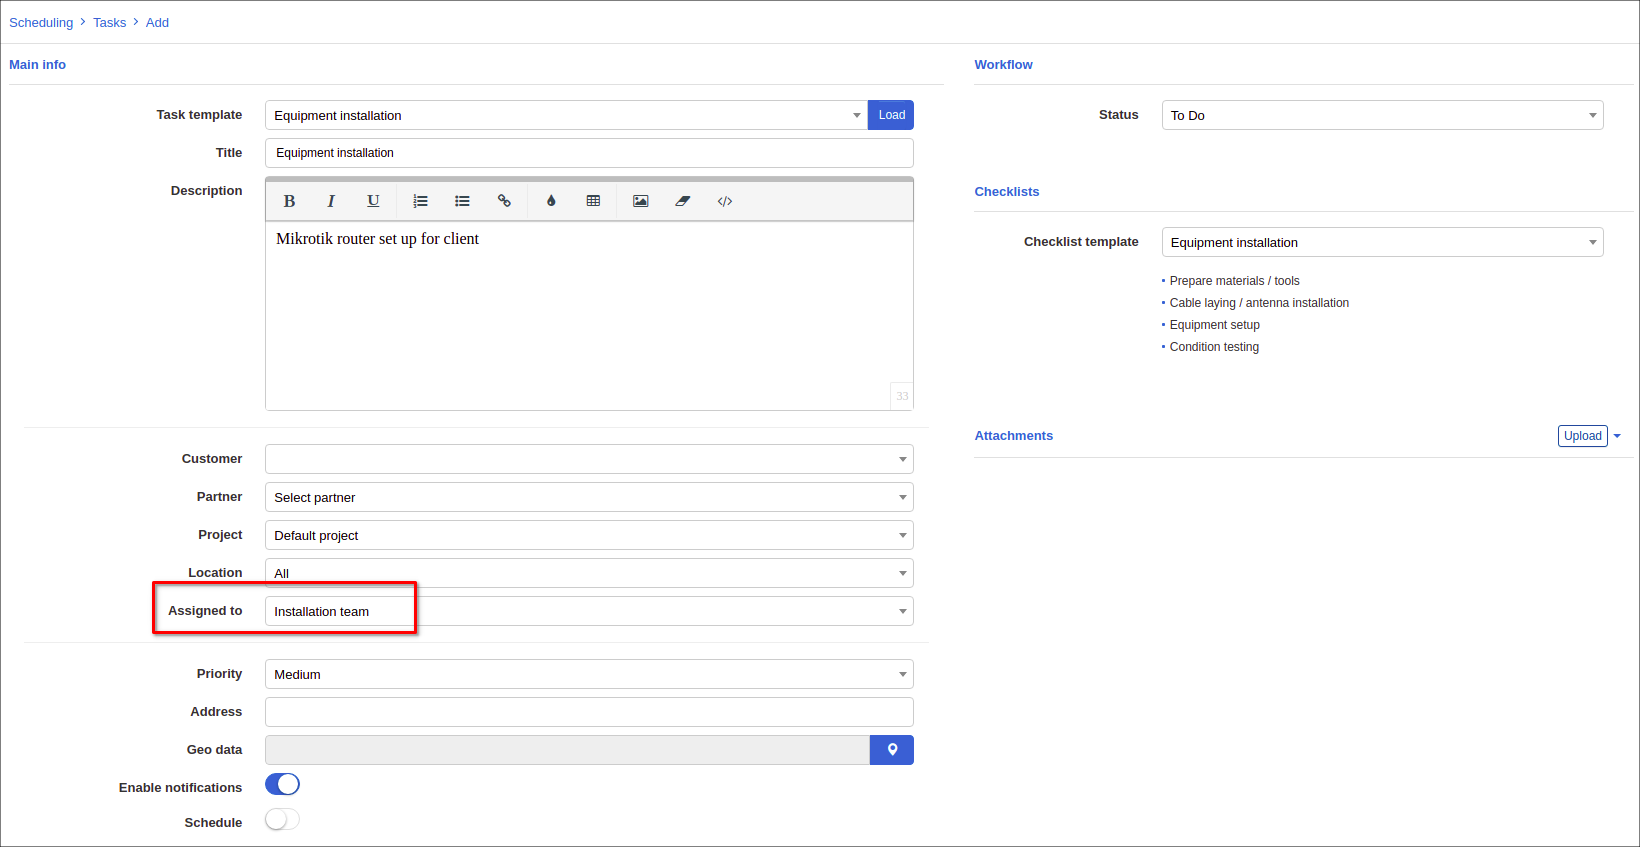 Scheduling > Tasks > Add
Main info
Task template Equipment installation Load
Title Equipment installation
Description B I U
Mikrotik router set up for client
33
Customer
Partner Select partner
Project Default project
Location All
Assigned to Installation team
Priority Medium
Address
Geo data
Enable notifications
Schedule
Workflow
Status To Do
Checklists
Checklist template Equipment installation
• Prepare materials / tools
• Cable laying / antenna installation
• Equipment setup
• Condition testing
Attachments Upload